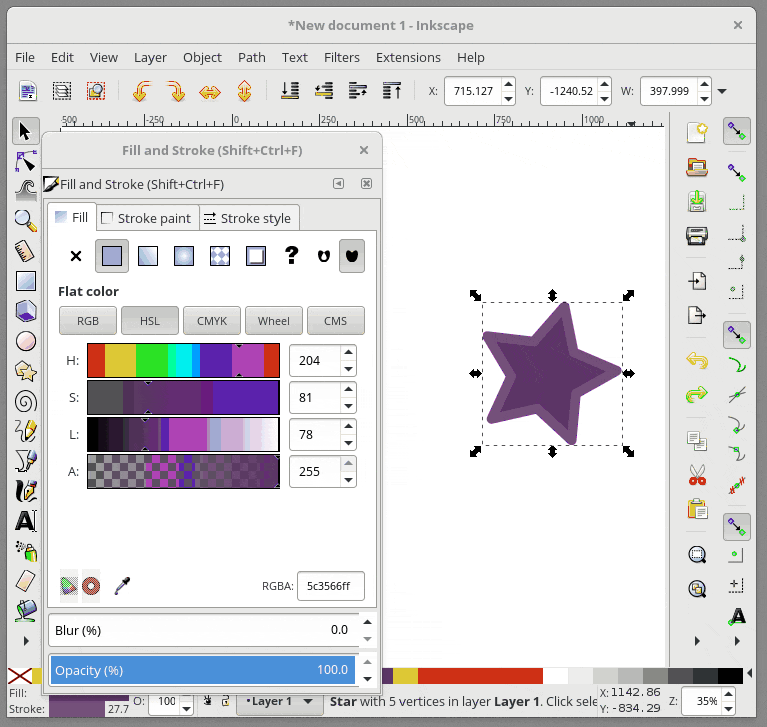 *New document 1 - Inkscape
File Edit View Layer Object Path Text Filters Extensions Help
X: 715.127 Y: -1240.52 W: 397.999
-500 -250 0 250 500 750 1000
Fill and Stroke (Shift+Ctrl+F)
Fill and Stroke (Shift+Ctrl+F)
Fill Stroke paint Stroke style
Flat color
RGB HSL CMYK Wheel CMS
H: 204
S: 81
L: 78
A: 255
RGBA: 5c3566ff
Blur (%) 0.0
Opacity (%) 100.0
Fill:
Stroke: 27.7 O: 100 •Layer 1 Star with 5 vertices in layer Layer 1. Click sele
X: 1142.86
Y: -834.29
Z: 35%